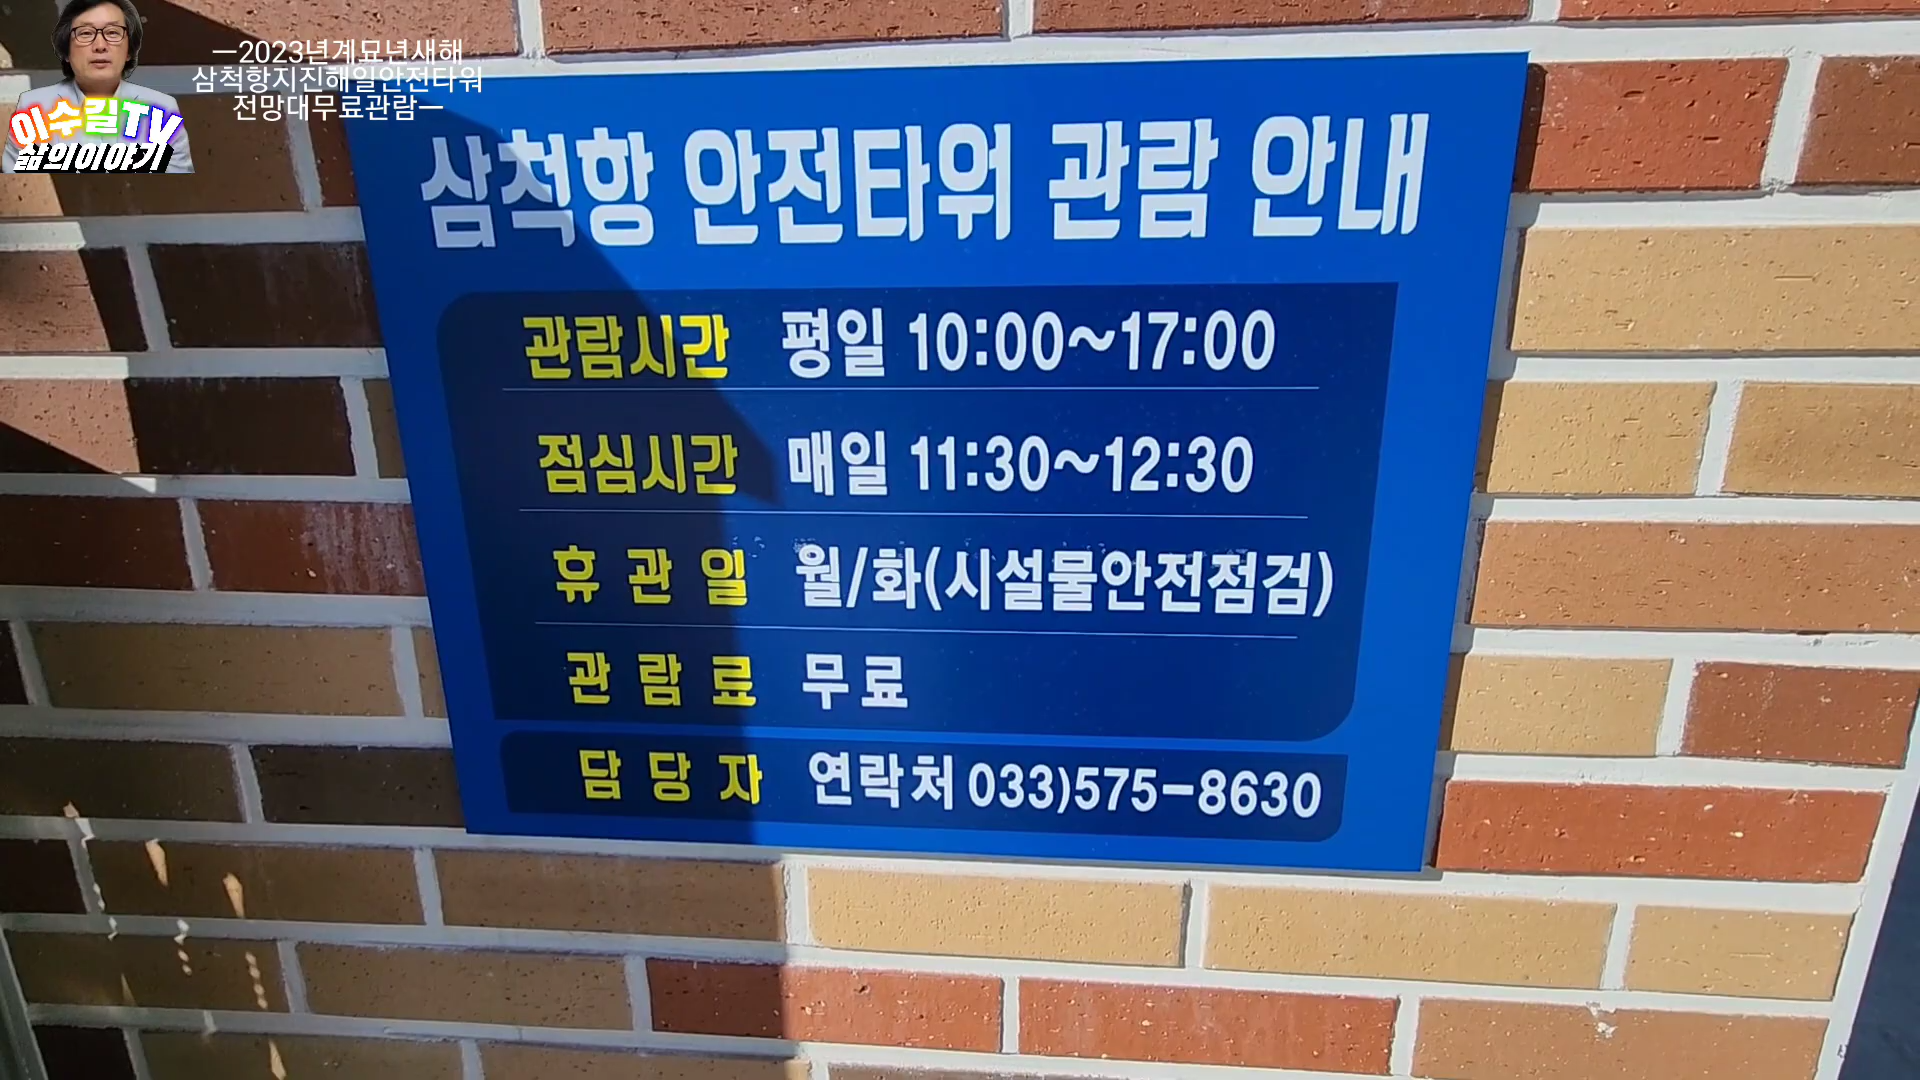 ㅡ2023년계묘년새해
삼척항지진해일안전타워
전망대무료관람ㅡ
이수길TV
삶의이야기
삼척항 안전타워 관람 안내
관람시간 평일 10:00~17:00
점심시간 매일 11:30~12:30
휴 관 일 월/화(시설물안전점검)
관 람 료 무료
담 당 자 연락처 033)575-8630